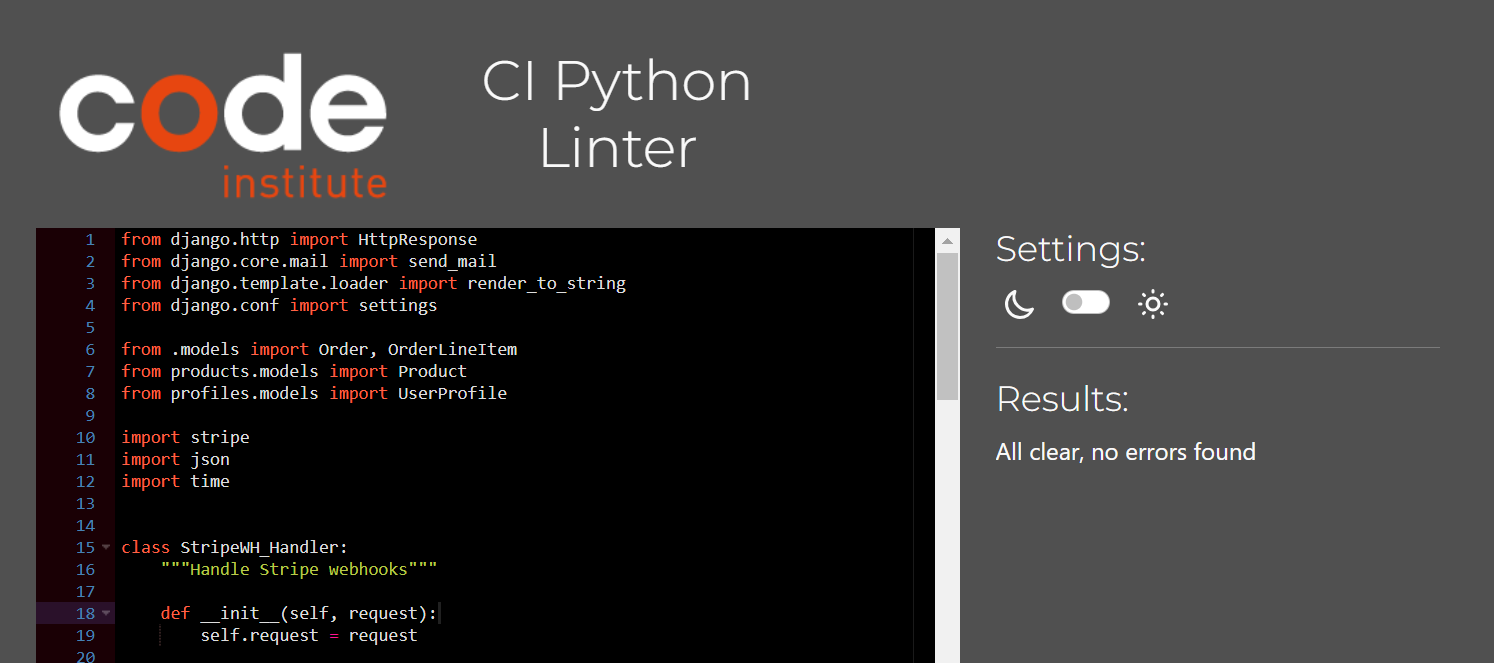 code
institute
CI Python
Linter
1 from django.http import HttpResponse
2 from django.core.mail import send_mail
3 from django.template.loader import render_to_string
4 from django.conf import settings
5
6 from .models import Order, OrderLineItem
7 from products.models import Product
8 from profiles.models import UserProfile
9
10 import stripe
11 import json
12 import time
13
14
15 class StripeWH_Handler:
16     """Handle Stripe webhooks"""
17
18     def __init__(self, request):
19         self.request = request
20
Settings:
Results:
All clear, no errors found